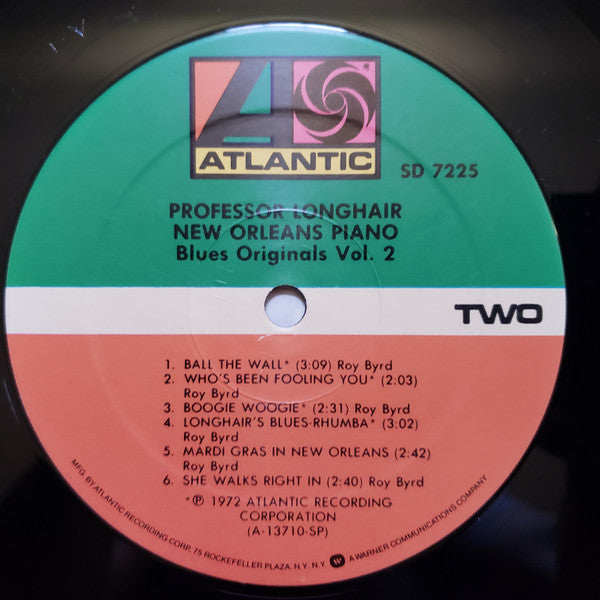 ATLANTIC
SD 7225
PROFESSOR LONGHAIR
NEW ORLEANS PIANO
Blues Originals Vol. 2
TWO
1. BALL THE WALL* (3:09) Roy Byrd
2. WHO'S BEEN FOOLING YOU* (2:03)
Roy Byrd
3. BOOGIE WOOGIE* (2:31) Roy Byrd
4. LONGHAIR'S BLUES-RHUMBA* (3:02)
Roy Byrd
5. MARDI GRAS IN NEW ORLEANS (2:42)
Roy Byrd
6. SHE WALKS RIGHT IN (2:40) Roy Byrd
*Ⓟ 1972 ATLANTIC RECORDING
CORPORATION
(A-13710-SP)
MFG. BY ATLANTIC RECORDING CORP. 75 ROCKEFELLER PLAZA, N.Y. N.Y. A WARNER COMMUNICATIONS COMPANY